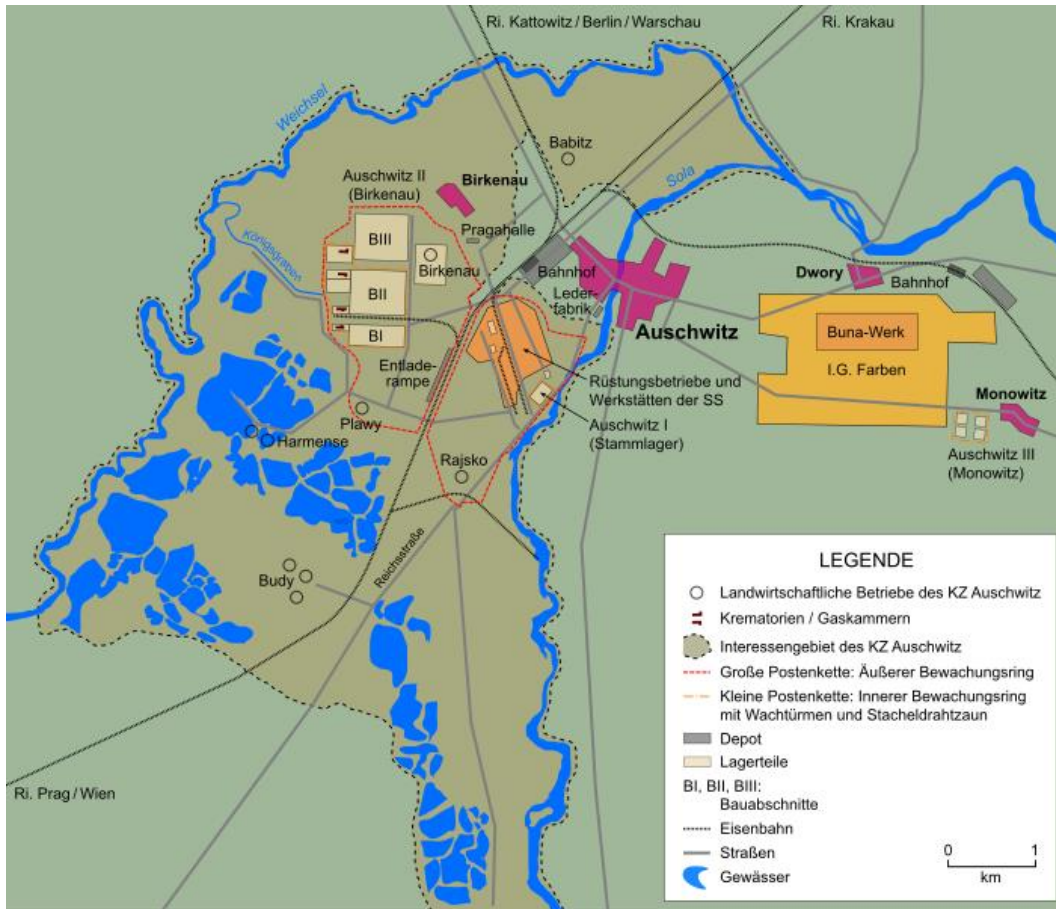 Ri. Kattowitz / Berlin / Warschau
Ri. Krakau
Weichsel
Babitz
Sola
Auschwitz II
(Birkenau)
Birkenau
Pragahalle
Königsgraben
BIII
Birkenau
BII
BI
Bahnhof
Leder-
fabrik
Auschwitz
Dwory
Bahnhof
Buna-Werk
I.G. Farben
Entlade-
rampe
Rüstungsbetriebe und
Werkstätten der SS
Auschwitz I
(Stammlager)
Monowitz
Auschwitz III
(Monowitz)
Plawy
Harmense
Rajsko
Reichsstraße
Budy
Ri. Prag / Wien
LEGENDE
Landwirtschaftliche Betriebe des KZ Auschwitz
Krematorien / Gaskammern
Interessengebiet des KZ Auschwitz
Große Postenkette: Äußerer Bewachungsring
Kleine Postenkette: Innerer Bewachungsring
mit Wachtürmen und Stacheldrahtzaun
Depot
Lagerteile
BI, BII, BIII:
Bauabschnitte
Eisenbahn
Straßen
Gewässer
0 1
km